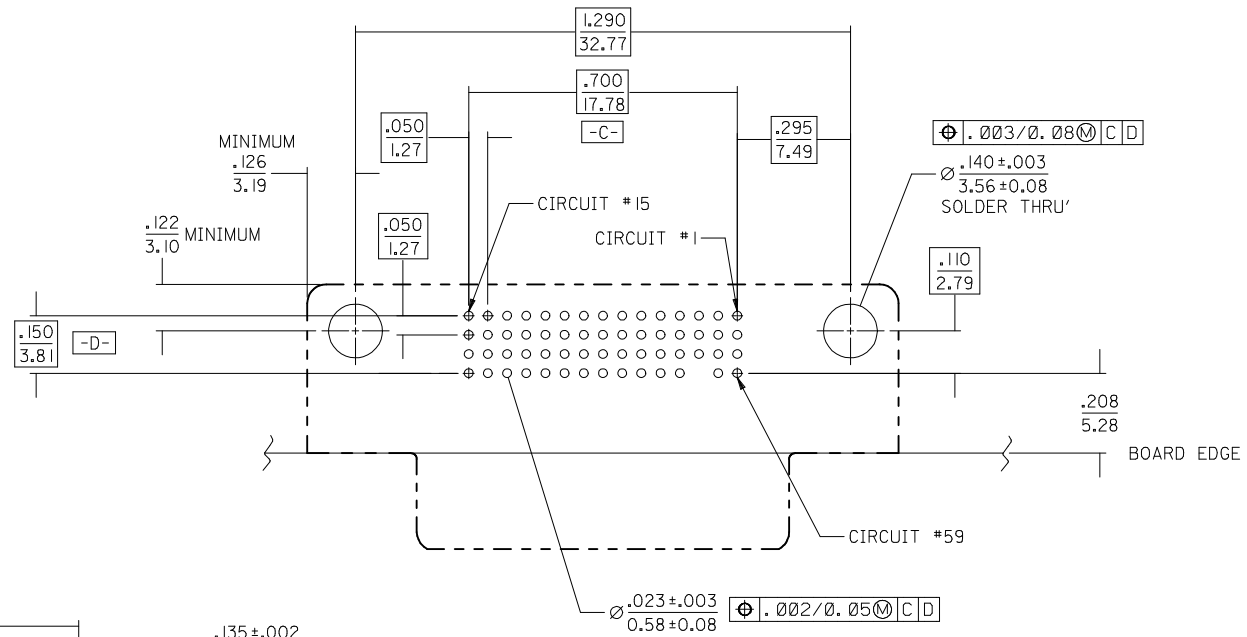 1.290
32.77
.700
17.78
-C-
.050
1.27
.295
7.49
MINIMUM
.126
3.19
⌖ .003/0.08Ⓜ C D
Ø .140±.003
3.56±0.08
SOLDER THRU'
CIRCUIT #15
CIRCUIT #1
.122
3.10 MINIMUM
.050
1.27
.110
2.79
.150
3.81
-D-
.208
5.28
BOARD EDGE
CIRCUIT #59
Ø .023±.003
0.58±0.08
⌖ .002/0.05Ⓜ C D
.135±.002